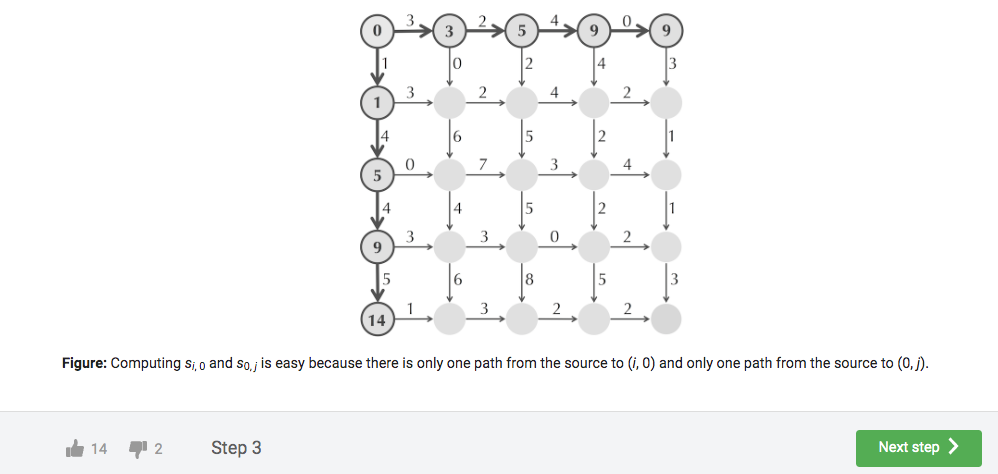 3 2 4 0
0 3 5 9 9
1 0 2 4 3
3 2 4 2
1
4 6 5 2 1
0 7 3 4
5
4 4 5 2 1
3 3 0 2
9
5 6 8 5 3
1 3 2 2
14
Figure: Computing si, 0 and s0, j is easy because there is only one path from the source to (i, 0) and only one path from the source to (0, j).
14 2 Step 3 Next step